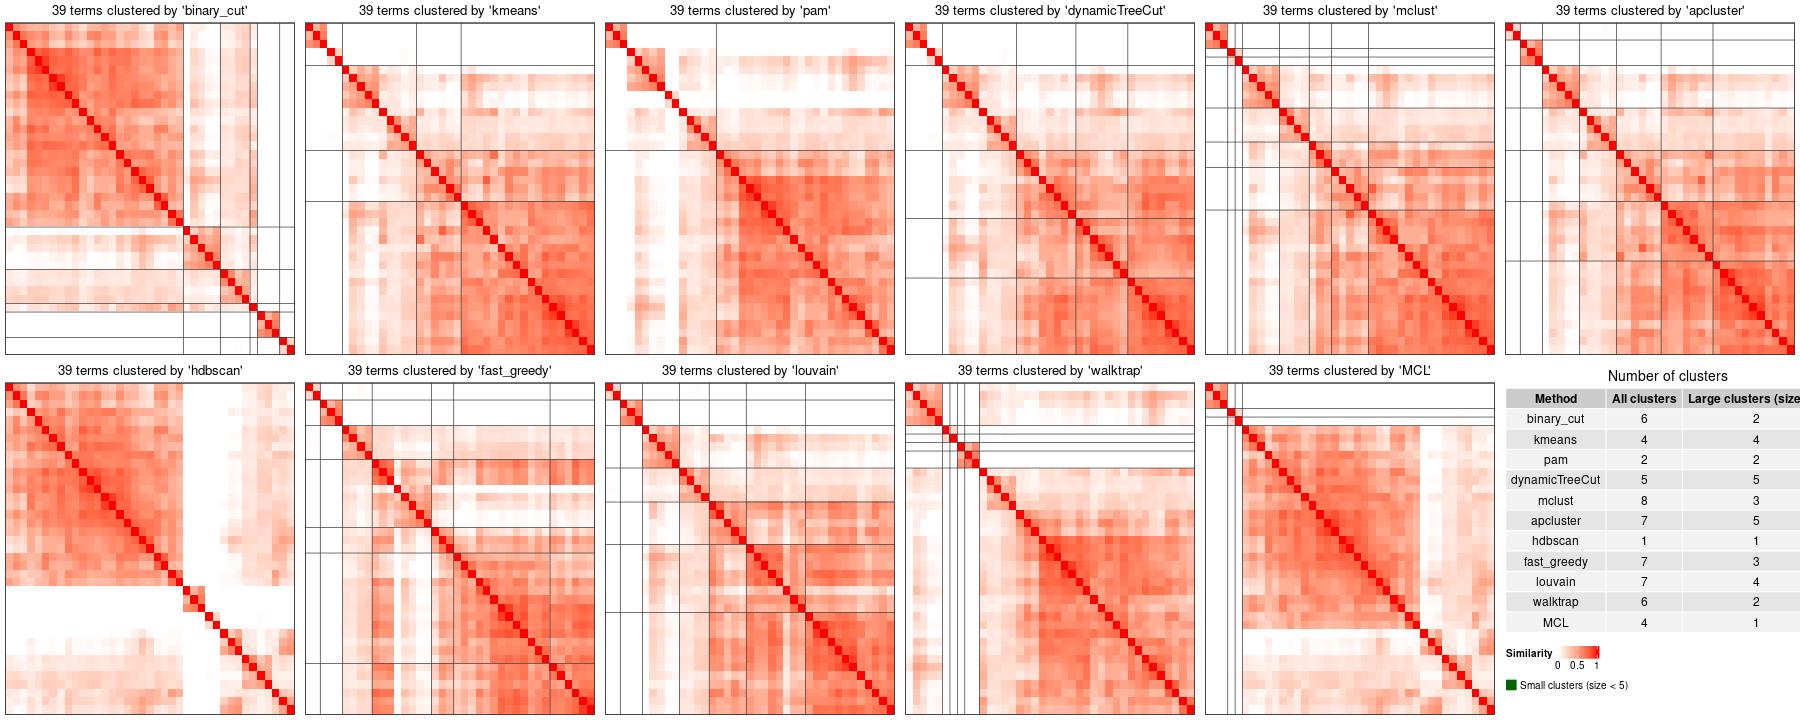 39 terms clustered by 'binary_cut'
39 terms clustered by 'kmeans'
39 terms clustered by 'pam'
39 terms clustered by 'dynamicTreeCut'
39 terms clustered by 'mclust'
39 terms clustered by 'apcluster'
39 terms clustered by 'hdbscan'
39 terms clustered by 'fast_greedy'
39 terms clustered by 'louvain'
39 terms clustered by 'walktrap'
39 terms clustered by 'MCL'
Number of clusters
Method All clusters Large clusters (size
binary_cut 6 2
kmeans 4 4
pam 2 2
dynamicTreeCut 5 5
mclust 8 3
apcluster 7 5
hdbscan 1 1
fast_greedy 7 3
louvain 7 4
walktrap 6 2
MCL 4 1
Similarity
0 0.5 1
Small clusters (size < 5)